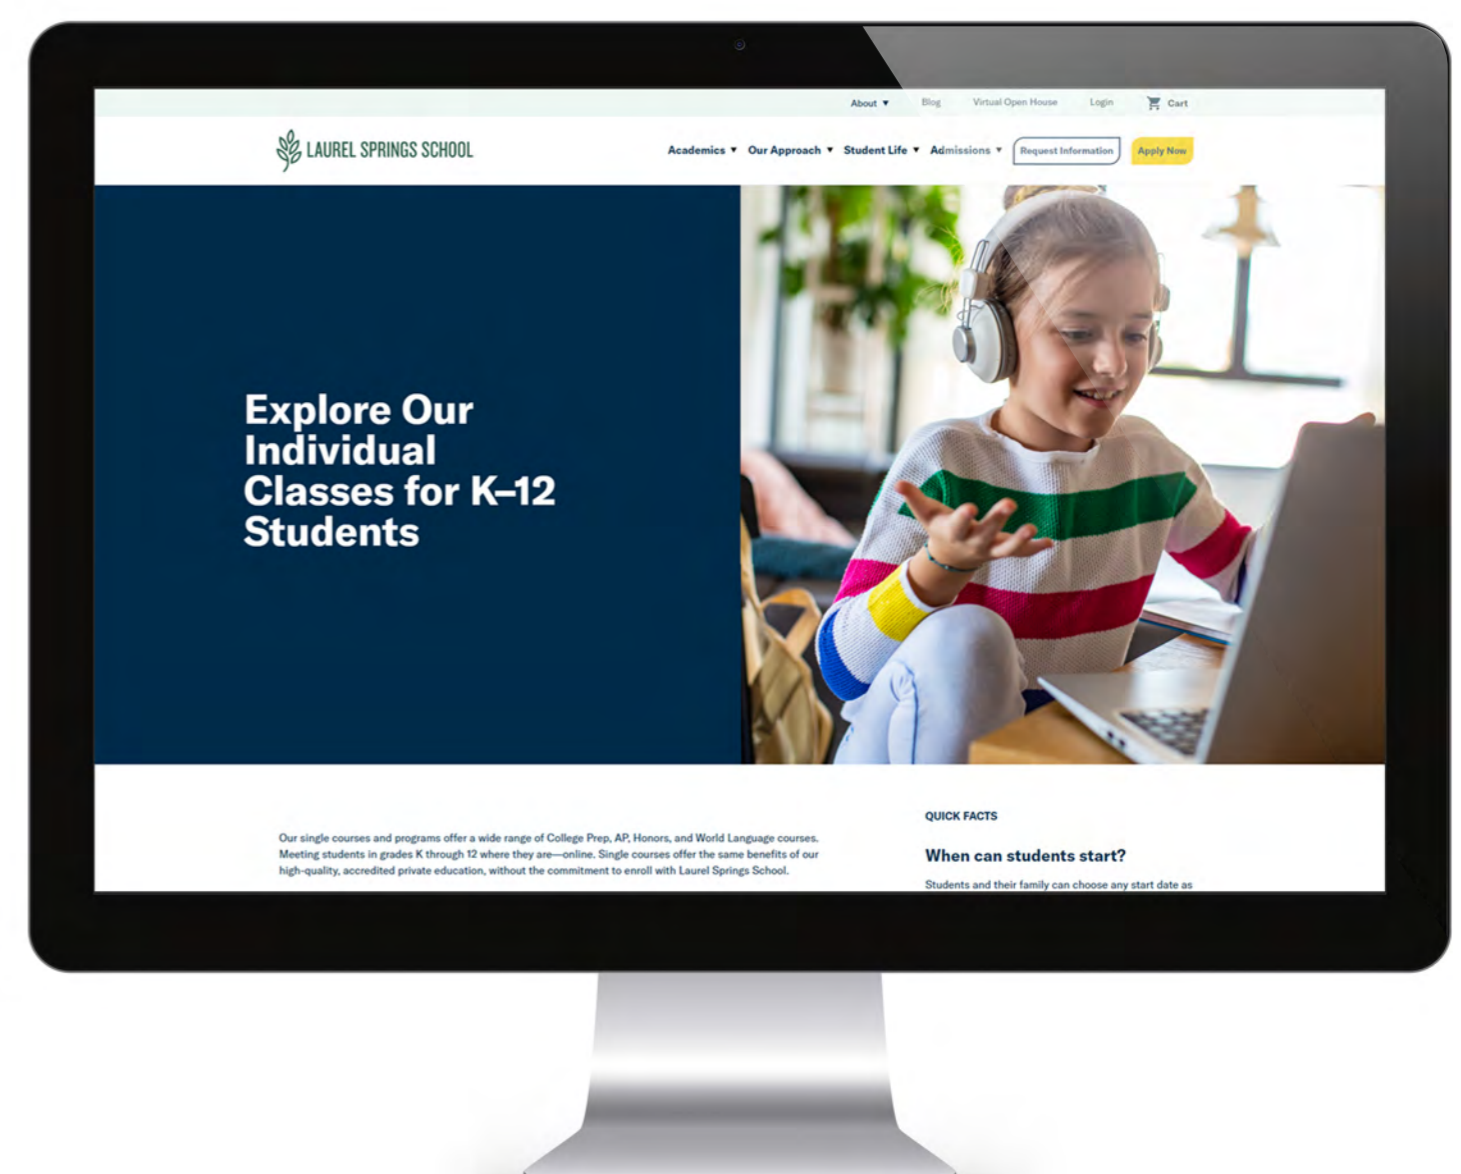 About ▼ Blog Virtual Open House Login Cart
LAUREL SPRINGS SCHOOL
Academics ▼ Our Approach ▼ Student Life ▼ Admissions ▼ Request Information Apply Now
Explore Our
Individual
Classes for K–12
Students
Our single courses and programs offer a wide range of College Prep, AP, Honors, and World Language courses.
Meeting students in grades K through 12 where they are—online. Single courses offer the same benefits of our
high-quality, accredited private education, without the commitment to enroll with Laurel Springs School.
QUICK FACTS
When can students start?
Students and their family can choose any start date as